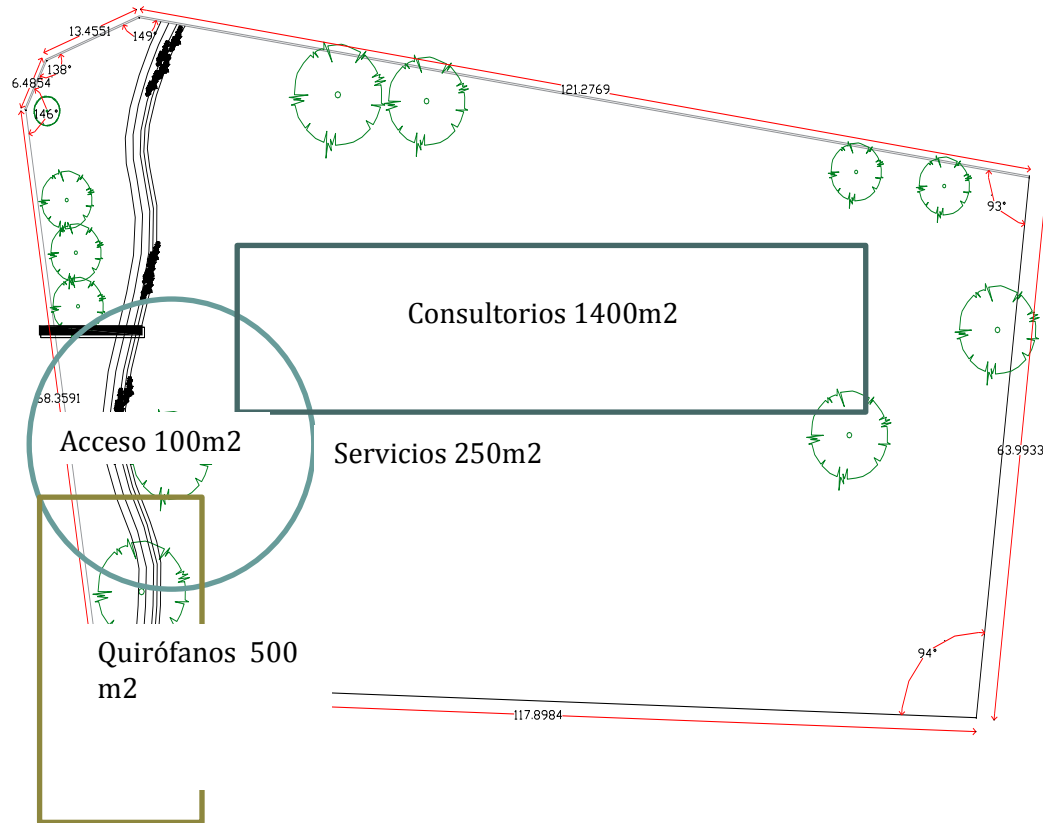 13.4551
149°
138°
6.4854
146°
121.2769
93°
Consultorios 1400m2
68.3591
Acceso 100m2
Servicios 250m2
63.9933
Quirófanos 500
m2
94°
117.8984